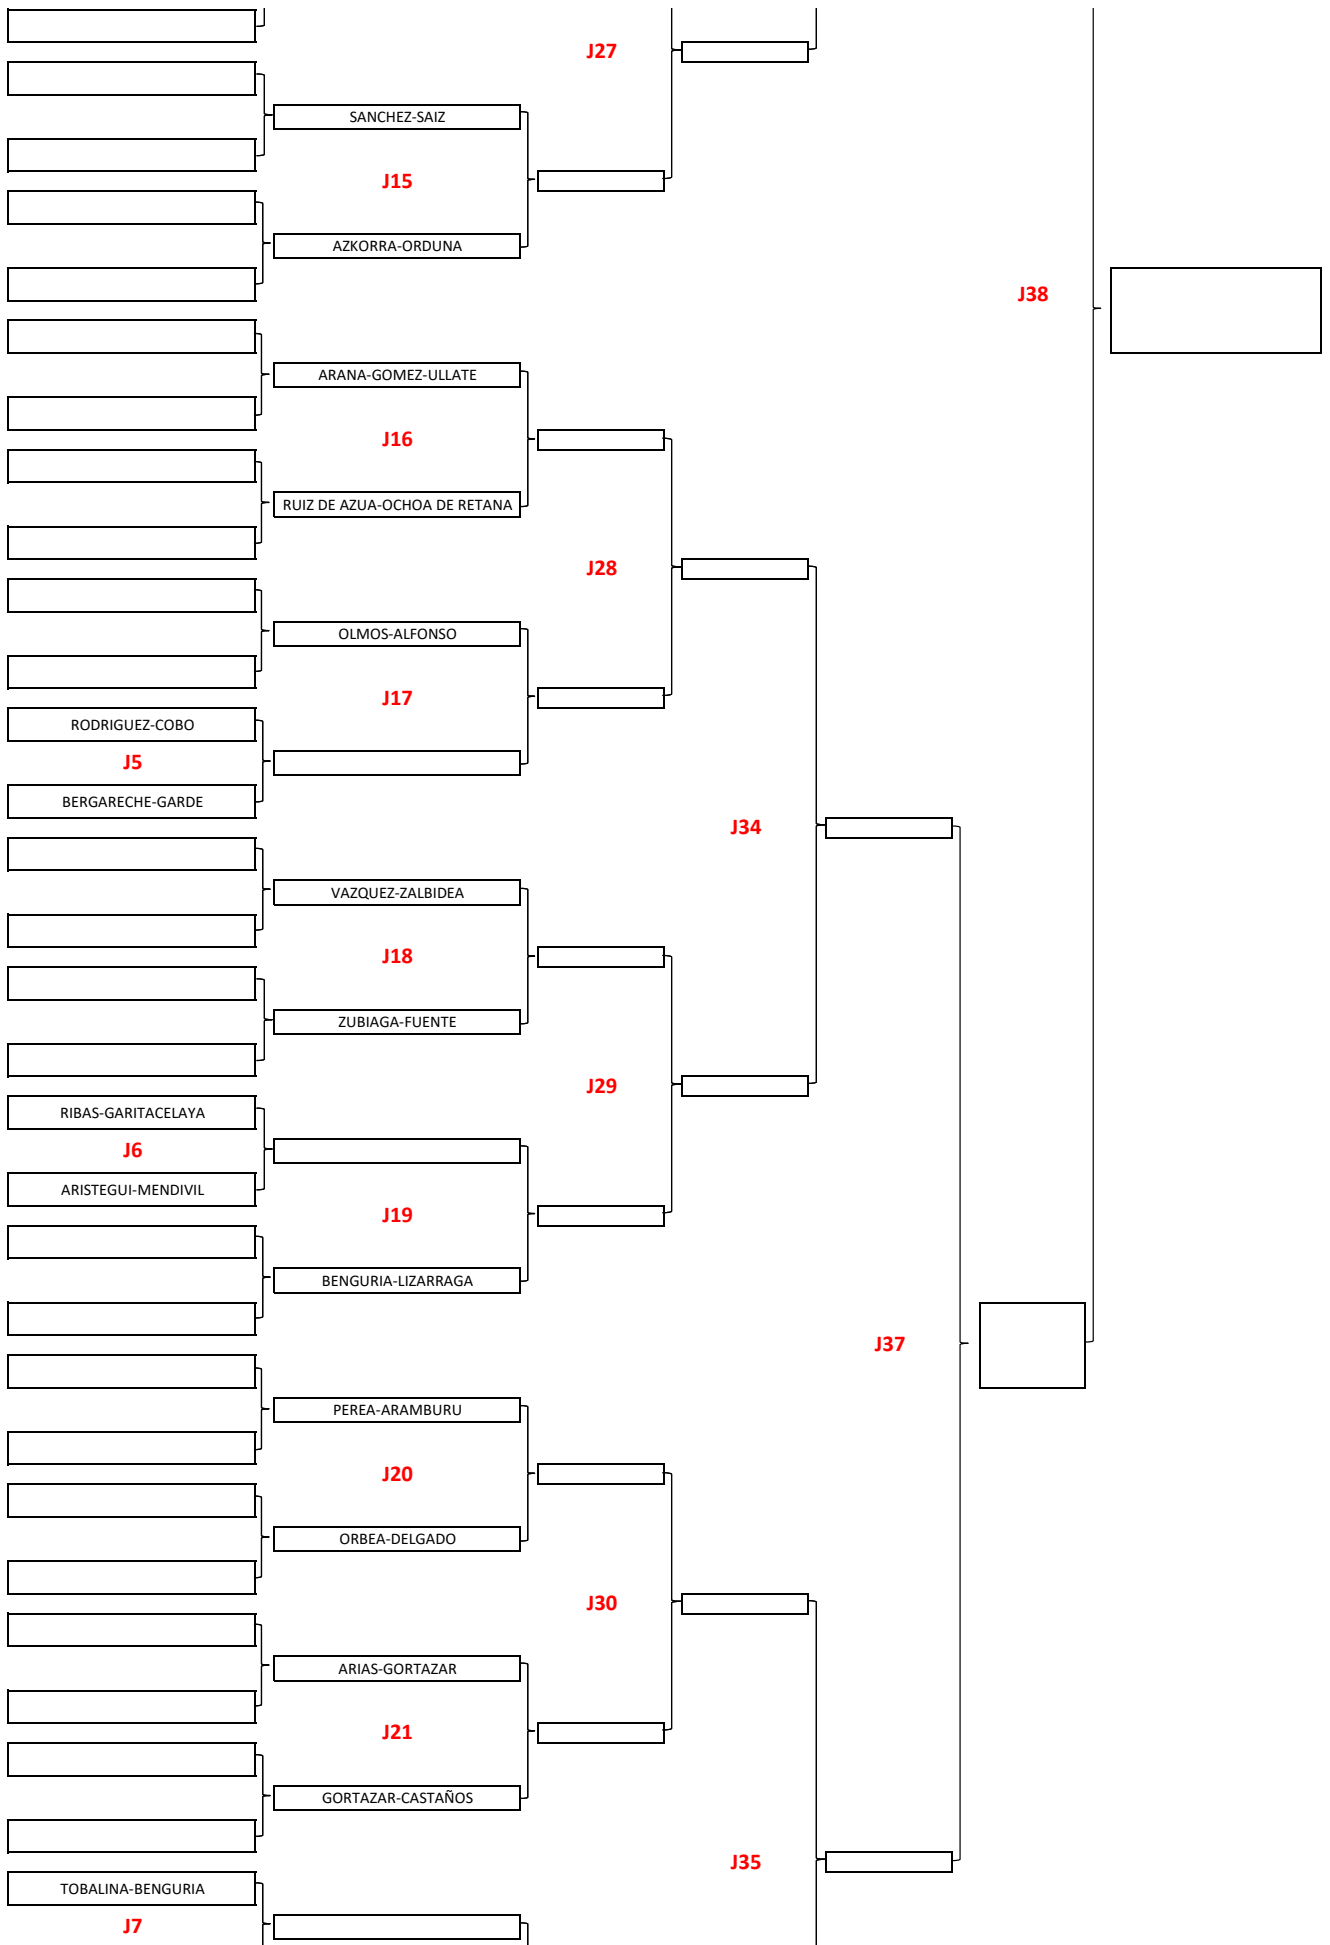 J27
SANCHEZ-SAIZ
J15
AZKORRA-ORDUNA
J38
ARANA-GOMEZ-ULLATE
J16
RUIZ DE AZUA-OCHOA DE RETANA
J28
OLMOS-ALFONSO
J17
RODRIGUEZ-COBO
J5
BERGARECHE-GARDE
J34
VAZQUEZ-ZALBIDEA
J18
ZUBIAGA-FUENTE
J29
RIBAS-GARITACELAYA
J6
ARISTEGUI-MENDIVIL
J19
BENGURIA-LIZARRAGA
J37
PEREA-ARAMBURU
J20
ORBEA-DELGADO
J30
ARIAS-GORTAZAR
J21
GORTAZAR-CASTAÑOS
J35
TOBALINA-BENGURIA
J7